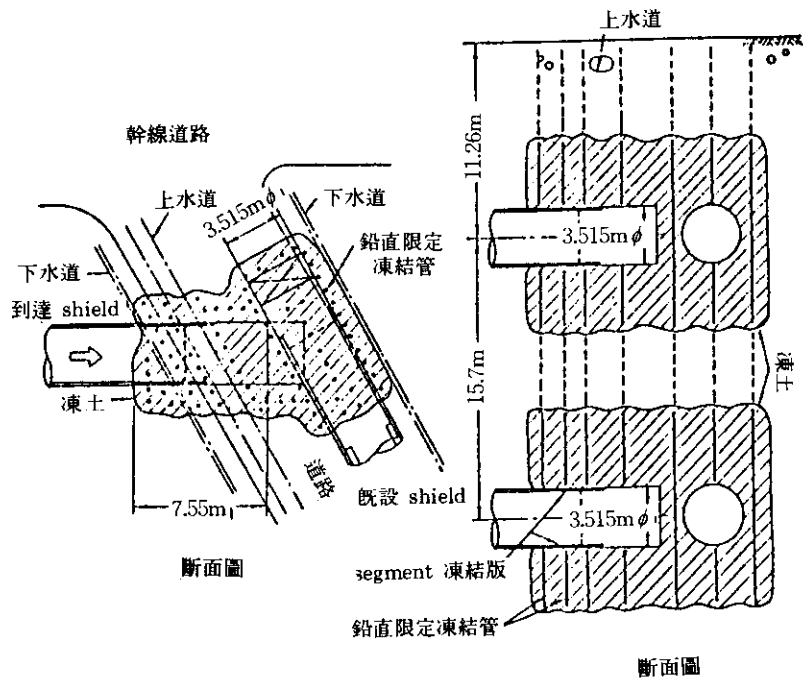 幹線道路
上水道
3.515mφ
下水道
鉛直限定
凍結管
下水道
到達 shield
凍土
7.55m
道路
既設 shield
斷面圖
上水道
11.26m
3.515mφ
15.7m
凍土
3.515mφ
segment 凍結版
鉛直限定凍結管
斷面圖